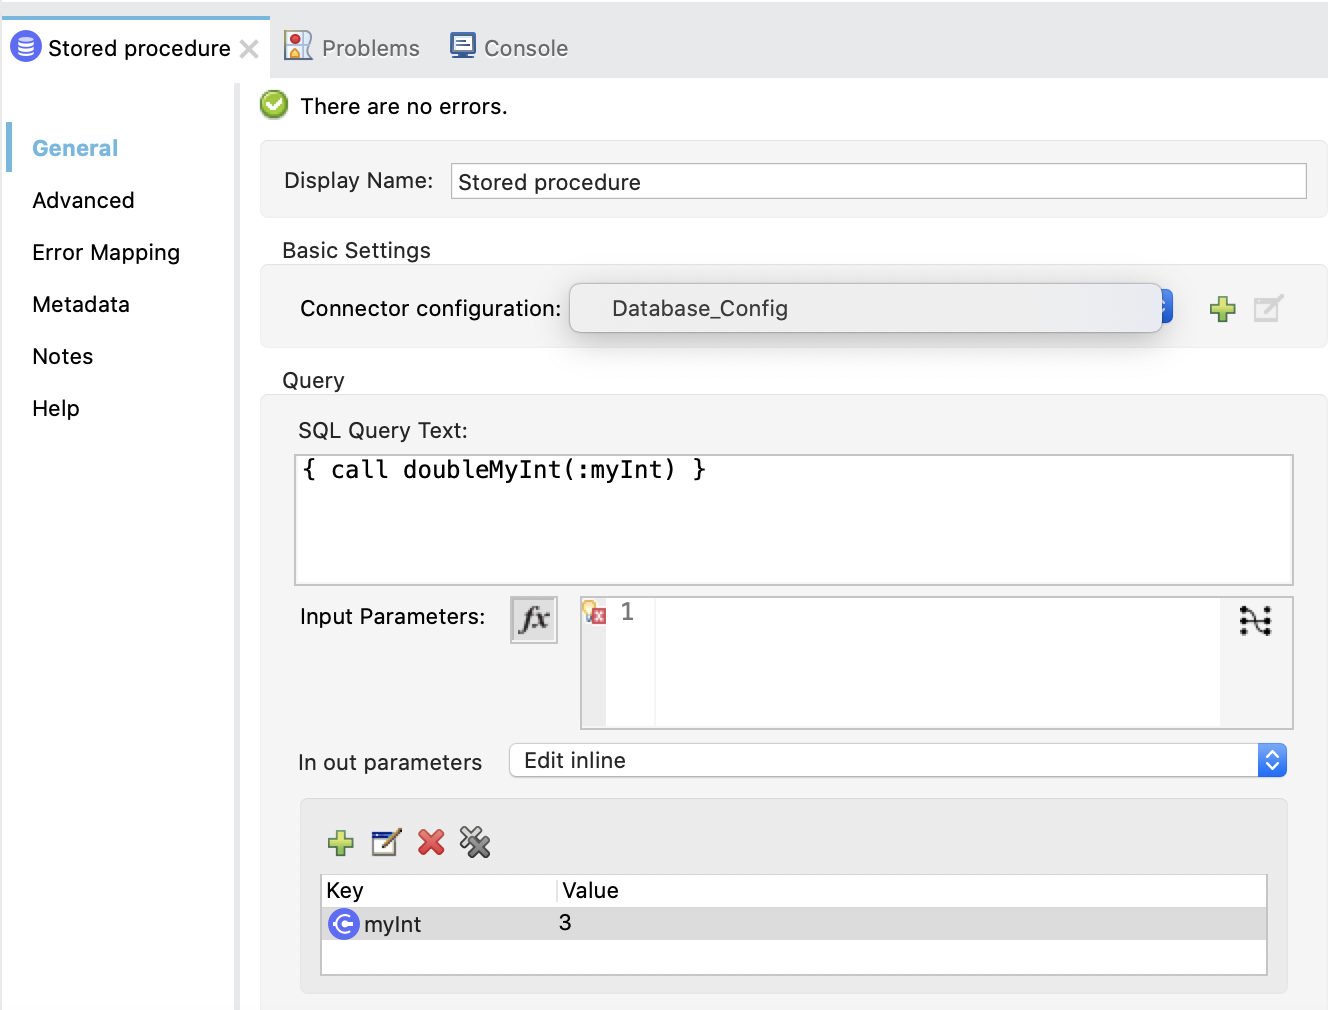 Stored procedure
Problems
Console
There are no errors.
General
Advanced
Error Mapping
Metadata
Notes
Help
Display Name: Stored procedure
Basic Settings
Connector configuration: Database_Config
Query
SQL Query Text:
{ call doubleMyInt(:myInt) }
Input Parameters: fx 1
In out parameters Edit inline
Key Value
myInt 3